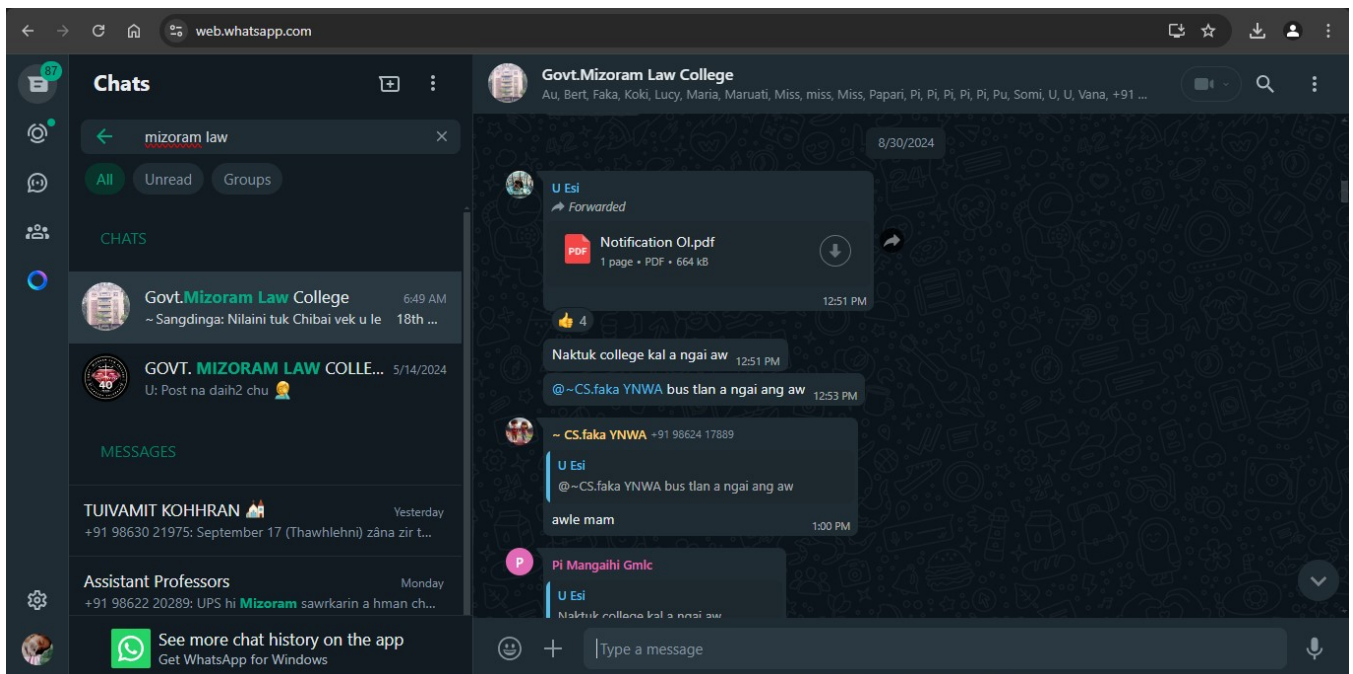 web.whatsapp.com
87
Chats
mizoram law
All Unread Groups
CHATS
Govt.Mizoram Law College 6:49 AM
~ Sangdinga: Nilaini tuk Chibai vek u le 18th ...
40
GOVT. MIZORAM LAW COLLE... 5/14/2024
U: Post na daih2 chu 🤦
MESSAGES
TUIVAMIT KOHHRAN 💒 Yesterday
+91 98630 21975: September 17 (Thawhlehni) zâna zir t...
Assistant Professors Monday
+91 98622 20289: UPS hi Mizoram sawrkarin a hman ch...
See more chat history on the app
Get WhatsApp for Windows
Govt.Mizoram Law College
Au, Bert, Faka, Koki, Lucy, Maria, Maruati, Miss, miss, Miss, Papari, Pi, Pi, Pi, Pi, Pi, Pu, Somi, U, U, Vana, +91 ...
8/30/2024
U Esi
Forwarded
PDF
Notification OI.pdf
1 page • PDF • 664 kB
12:51 PM
👍 4
Naktuk college kal a ngai aw 12:51 PM
@~CS.faka YNWA bus tlan a ngai ang aw 12:53 PM
~ CS.faka YNWA +91 98624 17889
U Esi
@~CS.faka YNWA bus tlan a ngai ang aw
awle mam 1:00 PM
P
Pi Mangaihi Gmlc
U Esi
Naktuk college kal a ngai aw
Type a message